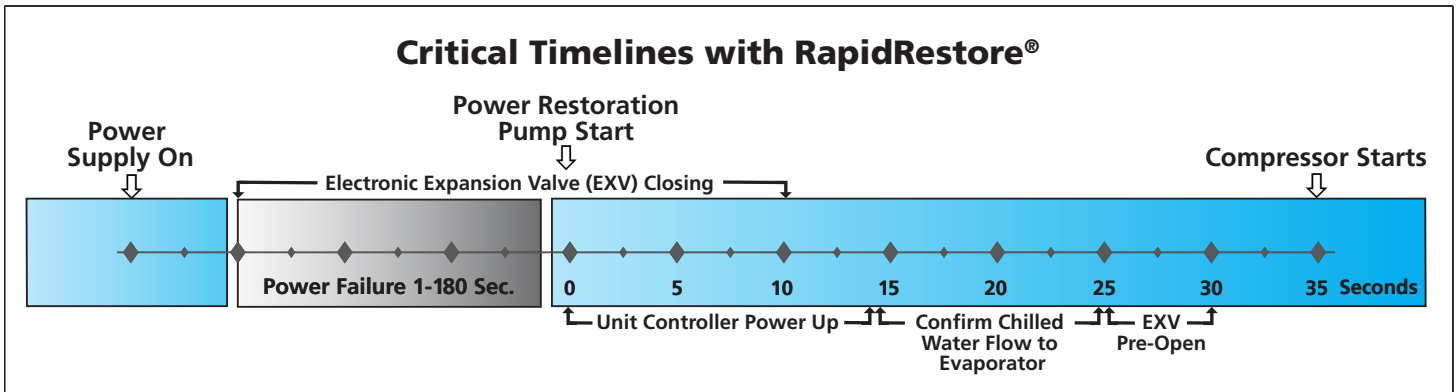 Critical Timelines with RapidRestore®
Power
Supply On
Power Restoration
Pump Start
Compressor Starts
Electronic Expansion Valve (EXV) Closing
Power Failure 1-180 Sec.
0 5 10 15 20 25 30 35 Seconds
Unit Controller Power Up
Confirm Chilled
Water Flow to
Evaporator
EXV
Pre-Open